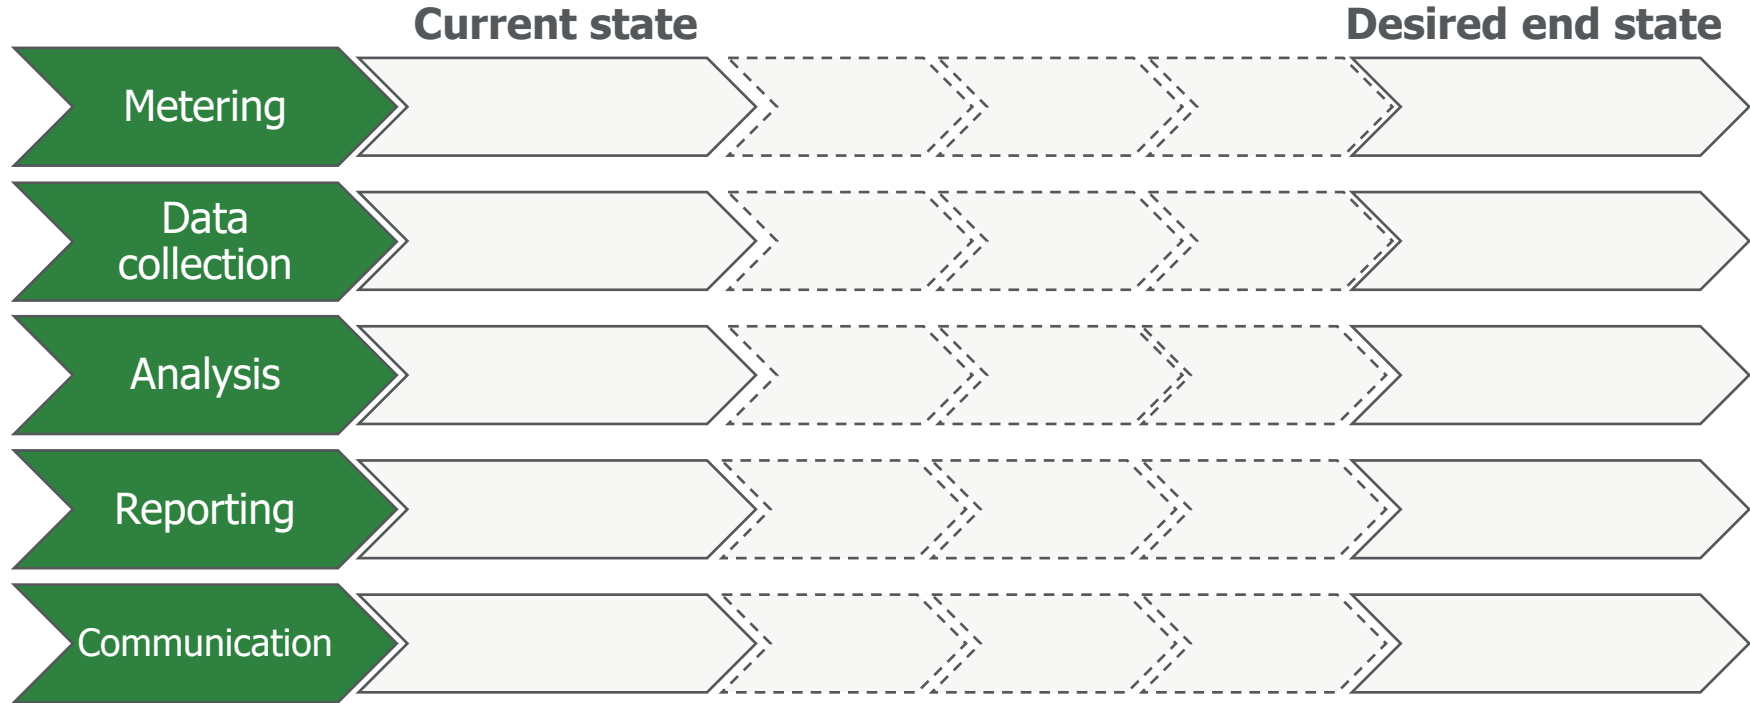 Current state
Desired end state
Metering
Data
collection
Analysis
Reporting
Communication